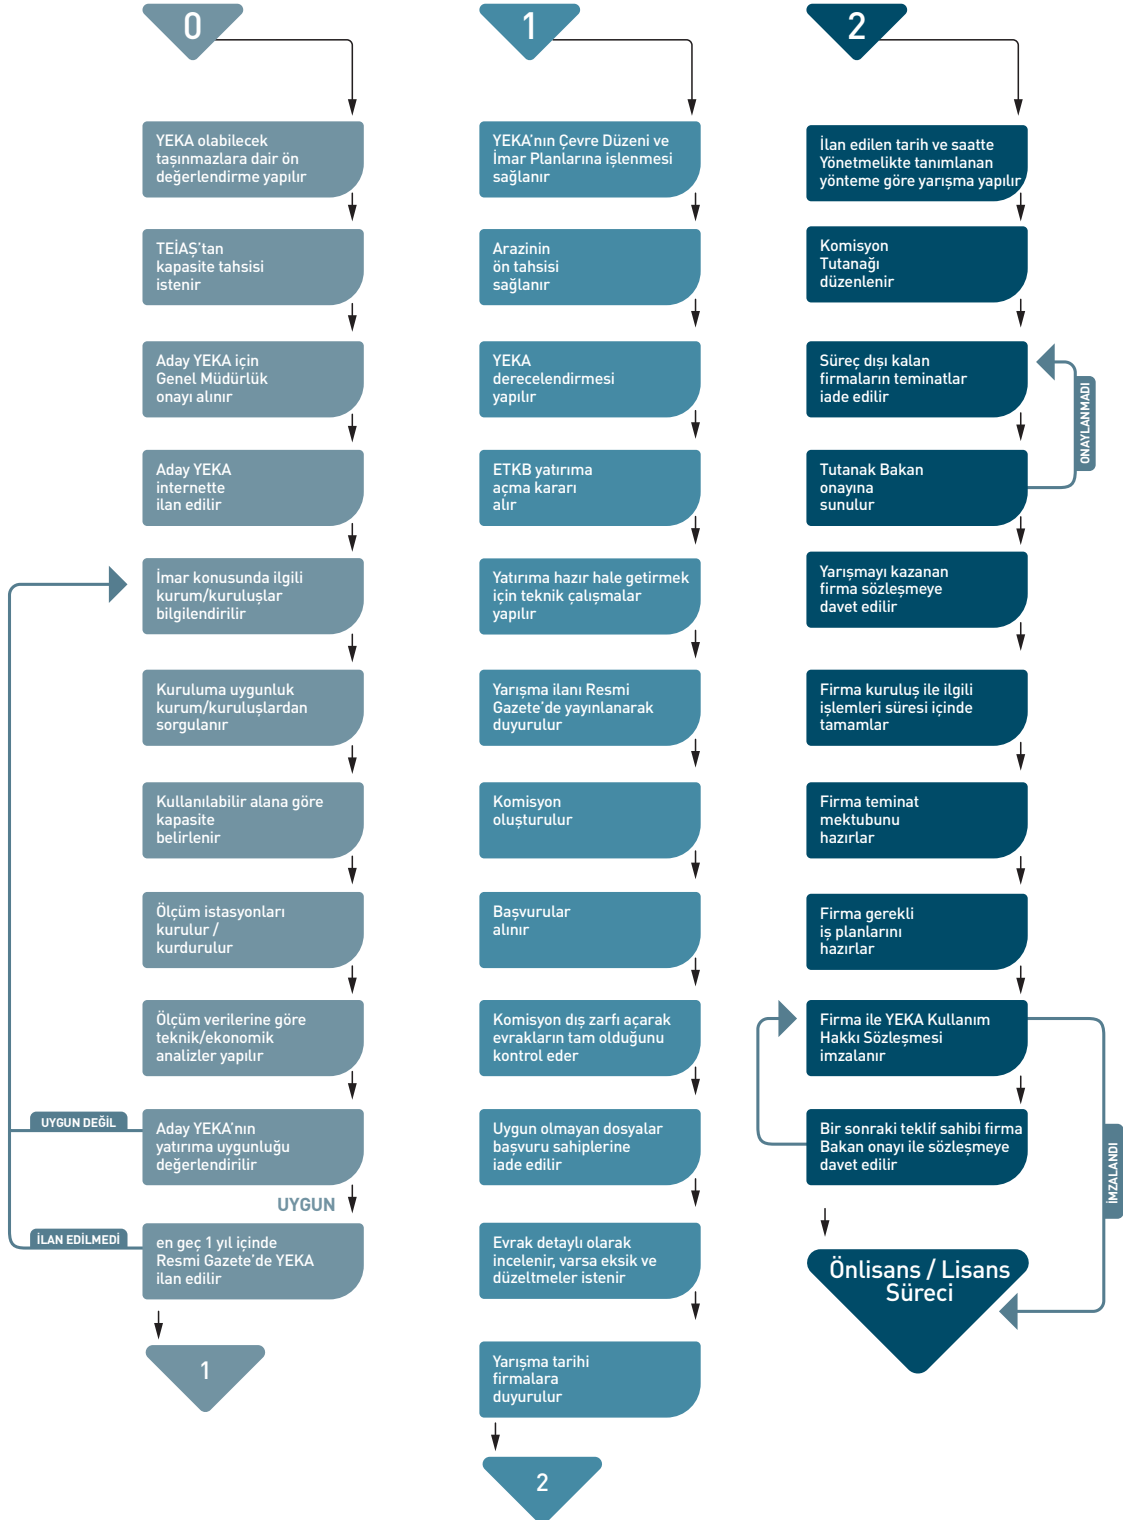 0
YEKA olabilecek
taşınmazlara dair ön
değerlendirme yapılır
TEİAŞ'tan
kapasite tahsisi
istenir
Aday YEKA için
Genel Müdürlük
onayı alınır
Aday YEKA
internette
ilan edilir
İmar konusunda ilgili
kurum/kuruluşlar
bilgilendirilir
Kuruluma uygunluk
kurum/kuruluşlardan
sorgulanır
Kullanılabilir alana göre
kapasite
belirlenir
Ölçüm istasyonları
kurulur /
kurdurulur
Ölçüm verilerine göre
teknik/ekonomik
analizler yapılır
UYGUN DEĞİL
Aday YEKA'nın
yatırıma uygunluğu
değerlendirilir
UYGUN
İLAN EDİLMEDİ
en geç 1 yıl içinde
Resmi Gazete'de YEKA
ilan edilir
1
1
YEKA'nın Çevre Düzeni ve
İmar Planlarına işlenmesi
sağlanır
Arazinin
ön tahsisi
sağlanır
YEKA
derecelendirmesi
yapılır
ETKB yatırıma
açma kararı
alır
Yatırıma hazır hale getirmek
için teknik çalışmalar
yapılır
Yarışma ilanı Resmi
Gazete'de yayınlanarak
duyurulur
Komisyon
oluşturulur
Başvurular
alınır
Komisyon dış zarfı açarak
evrakların tam olduğunu
kontrol eder
Uygun olmayan dosyalar
başvuru sahiplerine
iade edilir
Evrak detaylı olarak
incelenir, varsa eksik ve
düzeltmeler istenir
Yarışma tarihi
firmalara
duyurulur
2
2
İlan edilen tarih ve saatte
Yönetmelikte tanımlanan
yönteme göre yarışma yapılır
Komisyon
Tutanağı
düzenlenir
Süreç dışı kalan
firmaların teminatlar
iade edilir
ONAYLANMADI
Tutanak Bakan
onayına
sunulur
Yarışmayı kazanan
firma sözleşmeye
davet edilir
Firma kuruluş ile ilgili
işlemleri süresi içinde
tamamlar
Firma teminat
mektubunu
hazırlar
Firma gerekli
iş planlarını
hazırlar
Firma ile YEKA Kullanım
Hakkı Sözleşmesi
imzalanır
Bir sonraki teklif sahibi firma
Bakan onayı ile sözleşmeye
davet edilir
İMZALANDI
Önlisans / Lisans
Süreci